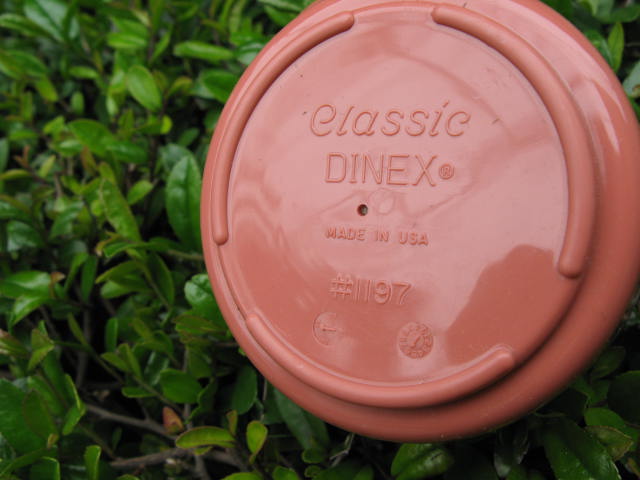 Classic
DINEX®
MADE IN USA
#1197